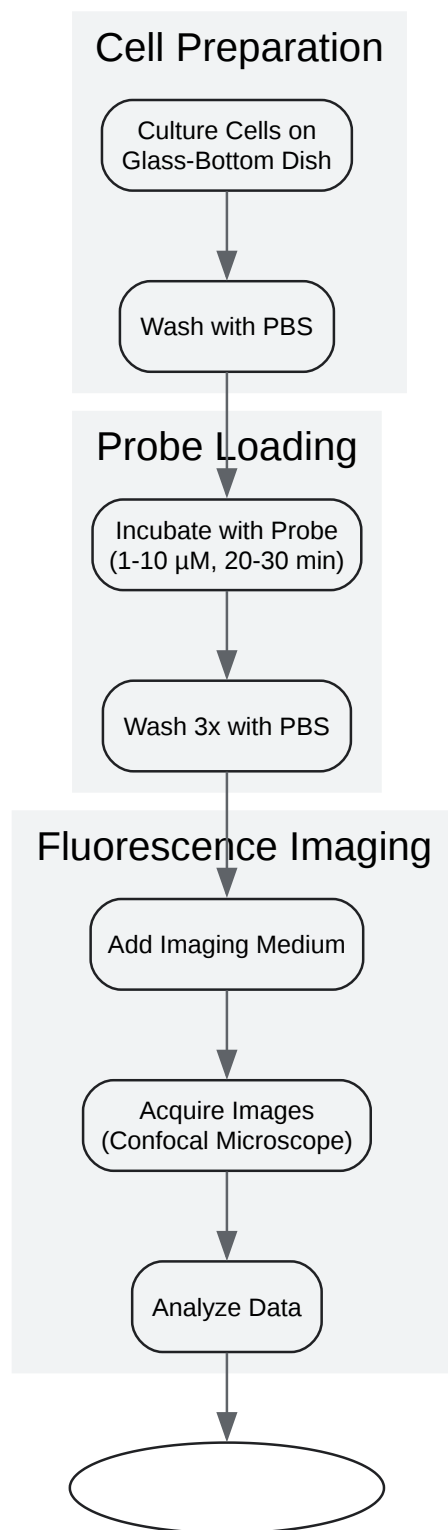 Cell Preparation
Culture Cells on
Glass-Bottom Dish
Wash with PBS
Probe Loading
Incubate with Probe
(1-10 µM, 20-30 min)
Wash 3x with PBS
Fluorescence Imaging
Add Imaging Medium
Acquire Images
(Confocal Microscope)
Analyze Data